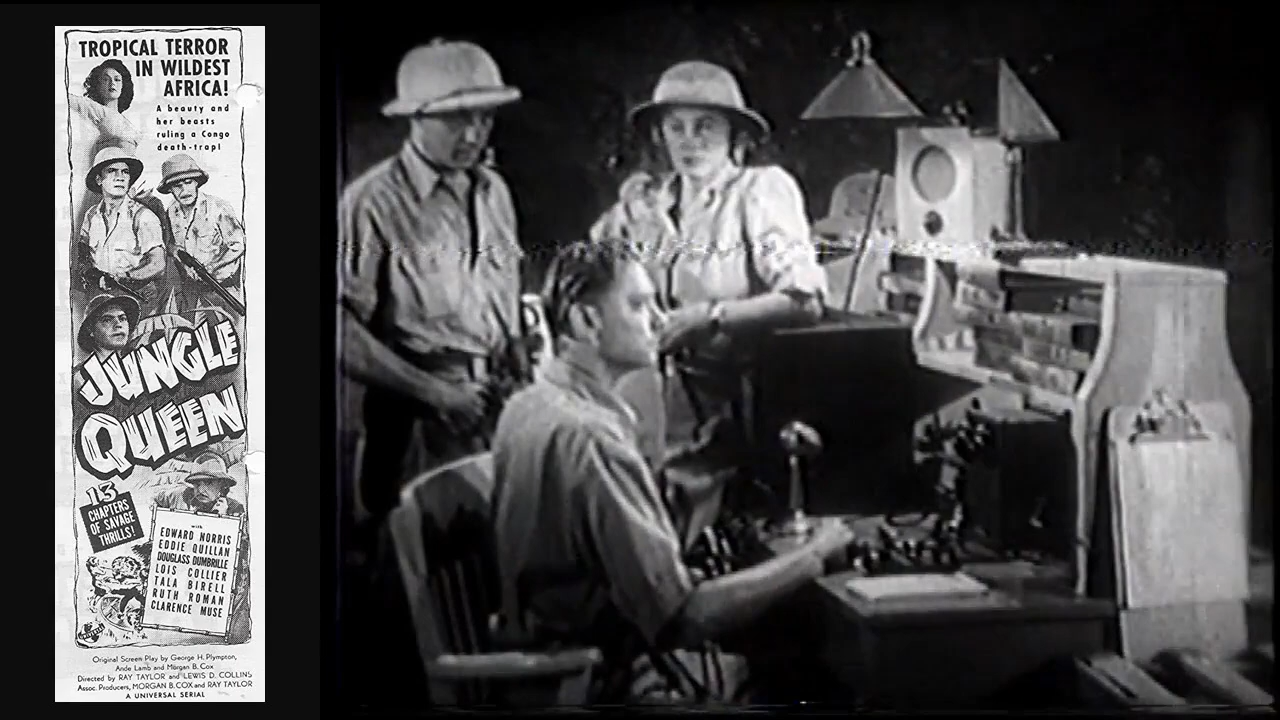 TROPICAL TERROR
IN WILDEST
AFRICA!
A beauty and
her beasts
ruling a Congo
death-trap!
JUNGLE
QUEEN
13
CHAPTERS
OF SAVAGE
THRILLS!
with
EDWARD NORRIS
EDDIE QUILLAN
DOUGLASS DUMBRILLE
LOIS COLLIER
TALA BIRELL
RUTH ROMAN
CLARENCE MUSE
Original Screen Play by George H. Plympton,
Ande Lamb and Morgan B. Cox
Directed by RAY TAYLOR and LEWIS D. COLLINS
Assoc. Producers, MORGAN B. COX and RAY TAYLOR
A UNIVERSAL SERIAL